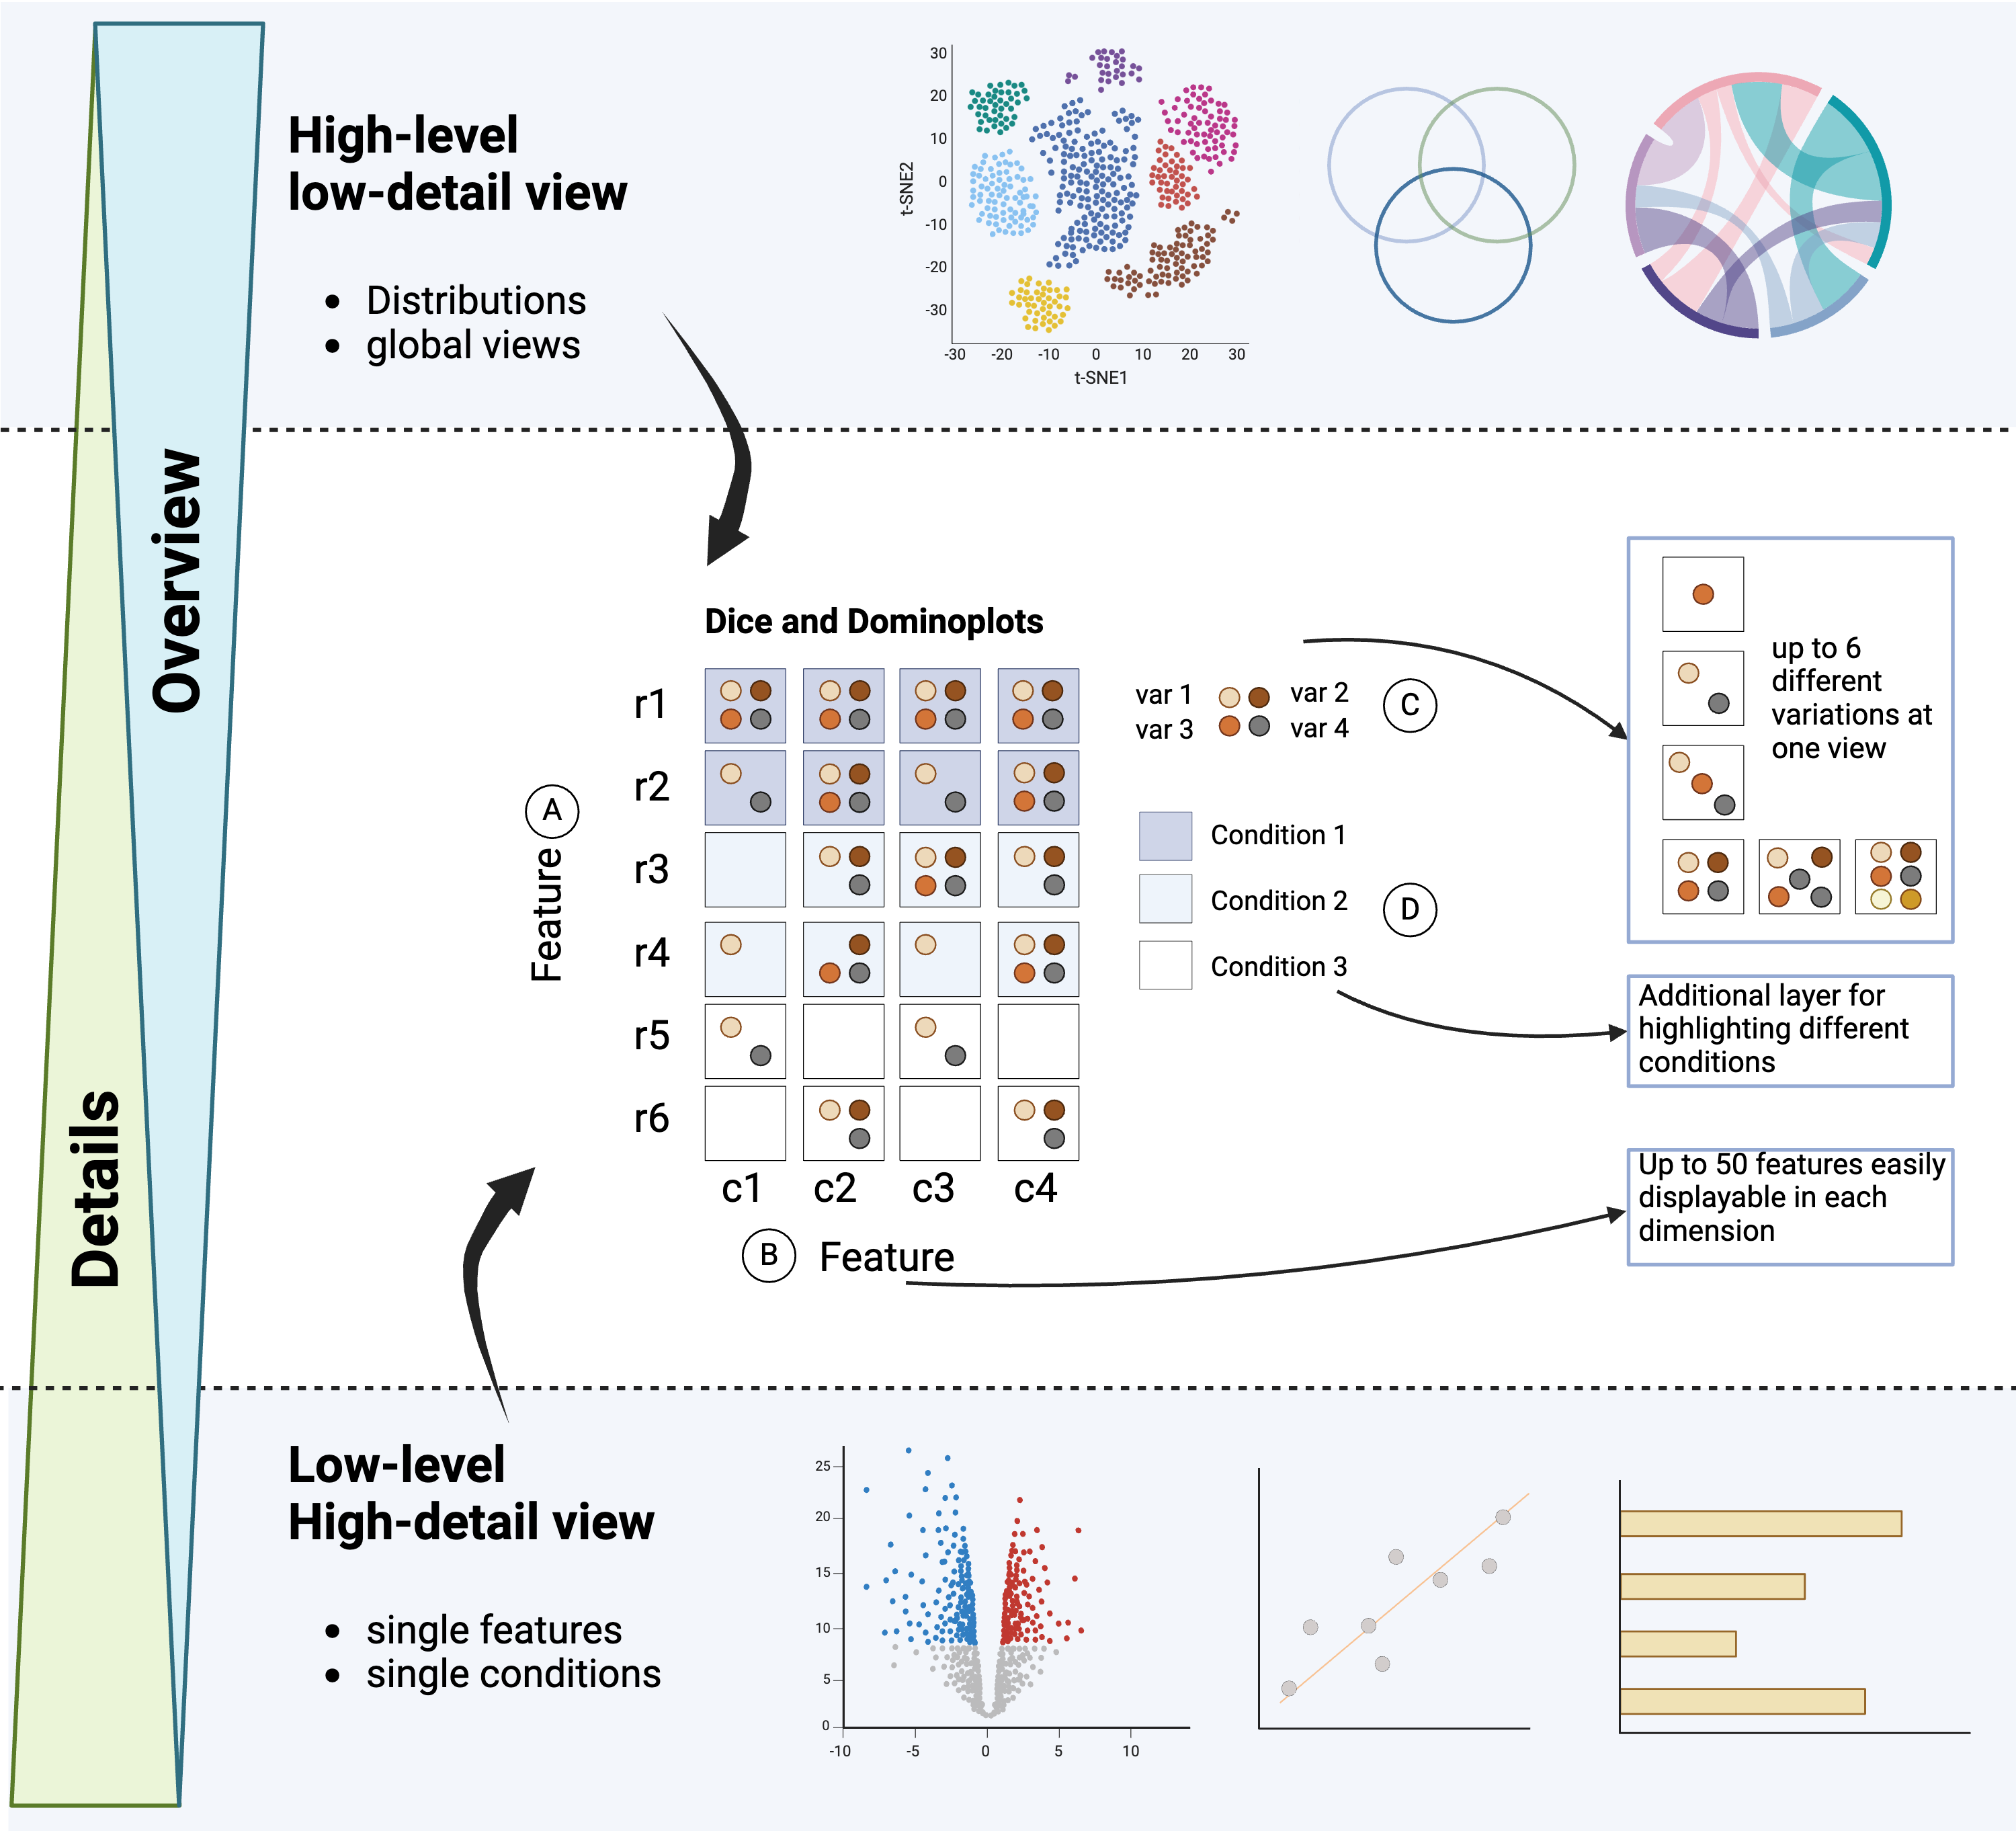 High-level
low-detail view
• Distributions
• global views
30
20
10
0
-10
-20
-30
t-SNE2
-30 -20 -10 0 10 20 30
t-SNE1
Overview
Details
Dice and Dominoplots
r1
r2
r3
r4
r5
r6
c1 c2 c3 c4
A
Feature
B Feature
var 1 var 2
var 3 var 4
C
Condition 1
Condition 2
Condition 3
D
up to 6
different
variations at
one view
Additional layer for
highlighting different
conditions
Up to 50 features easily
displayable in each
dimension
Low-level
High-detail view
• single features
• single conditions
25
20
15
10
5
0
-10 -5 0 5 10